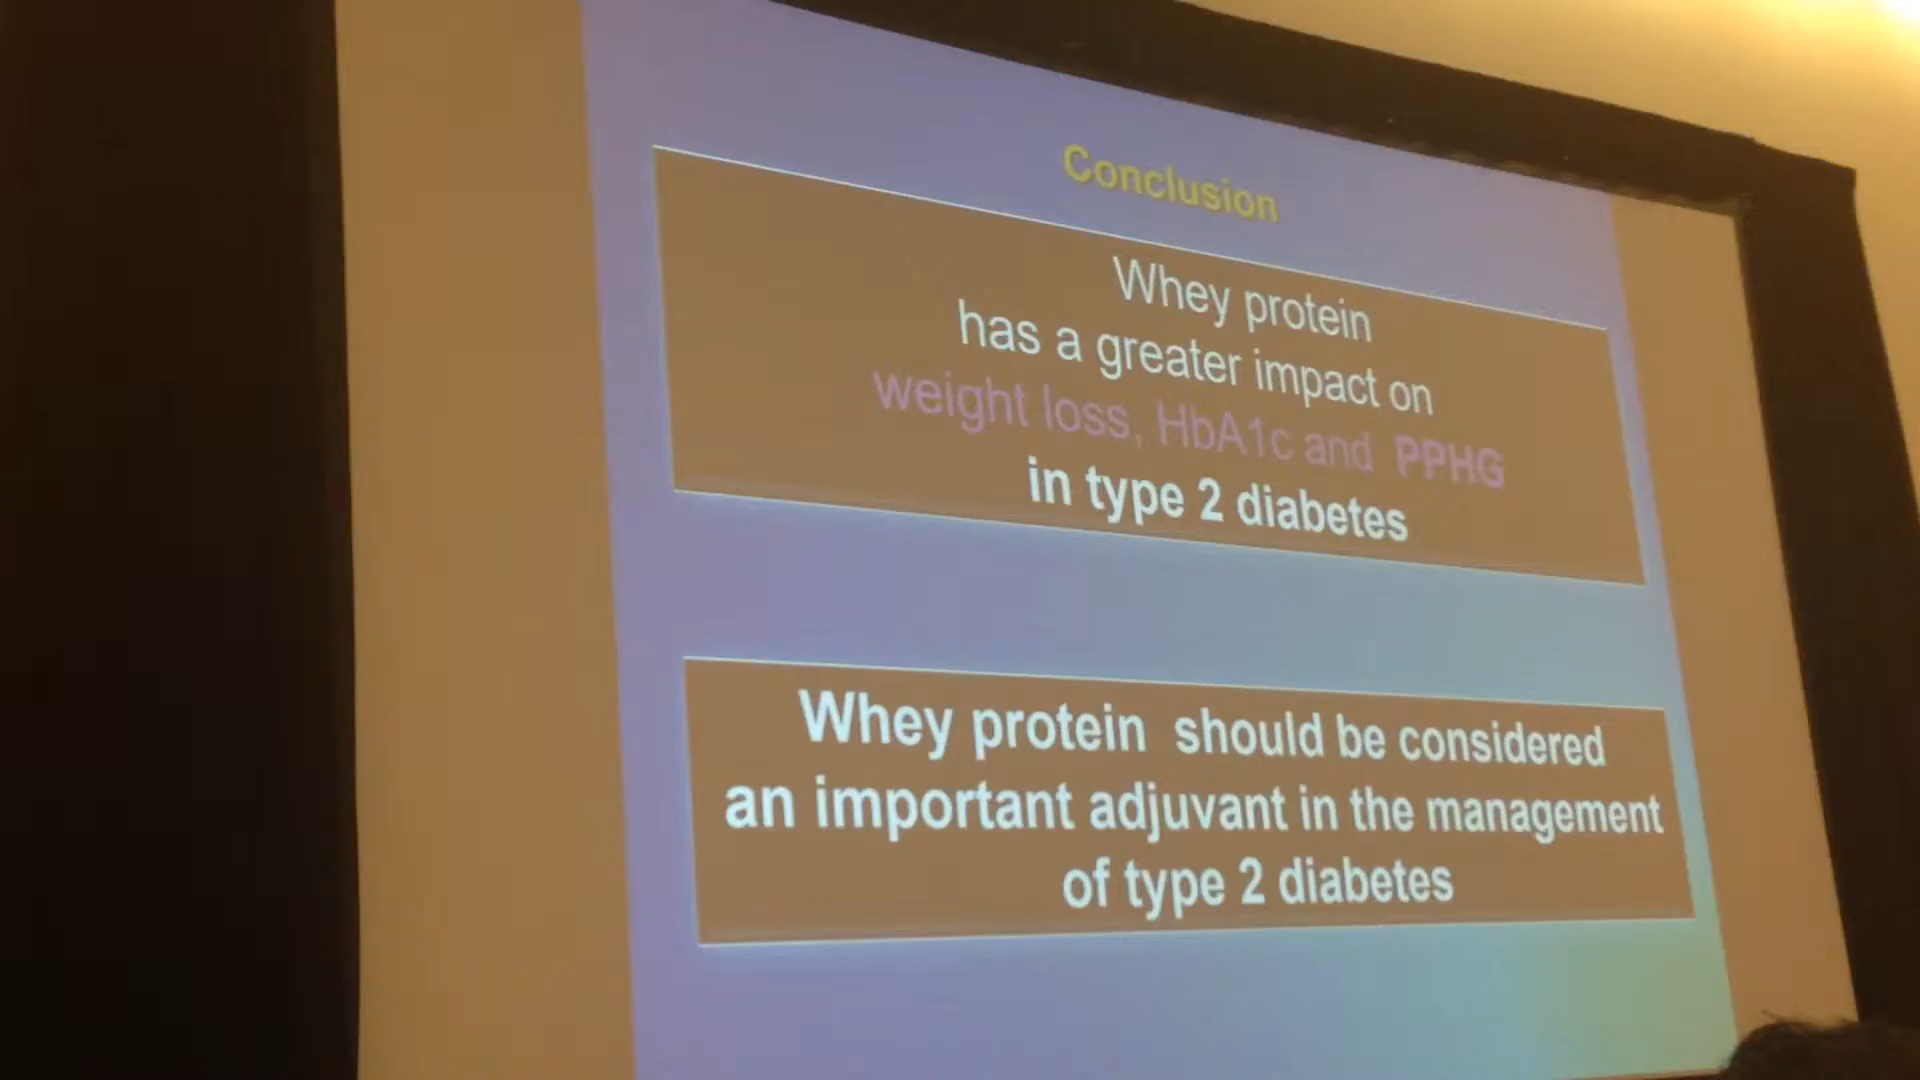 Conclusion
Whey protein
has a greater impact on
weight loss, HbA1c and PPHG
in type 2 diabetes
Whey protein should be considered
an important adjuvant in the management
of type 2 diabetes